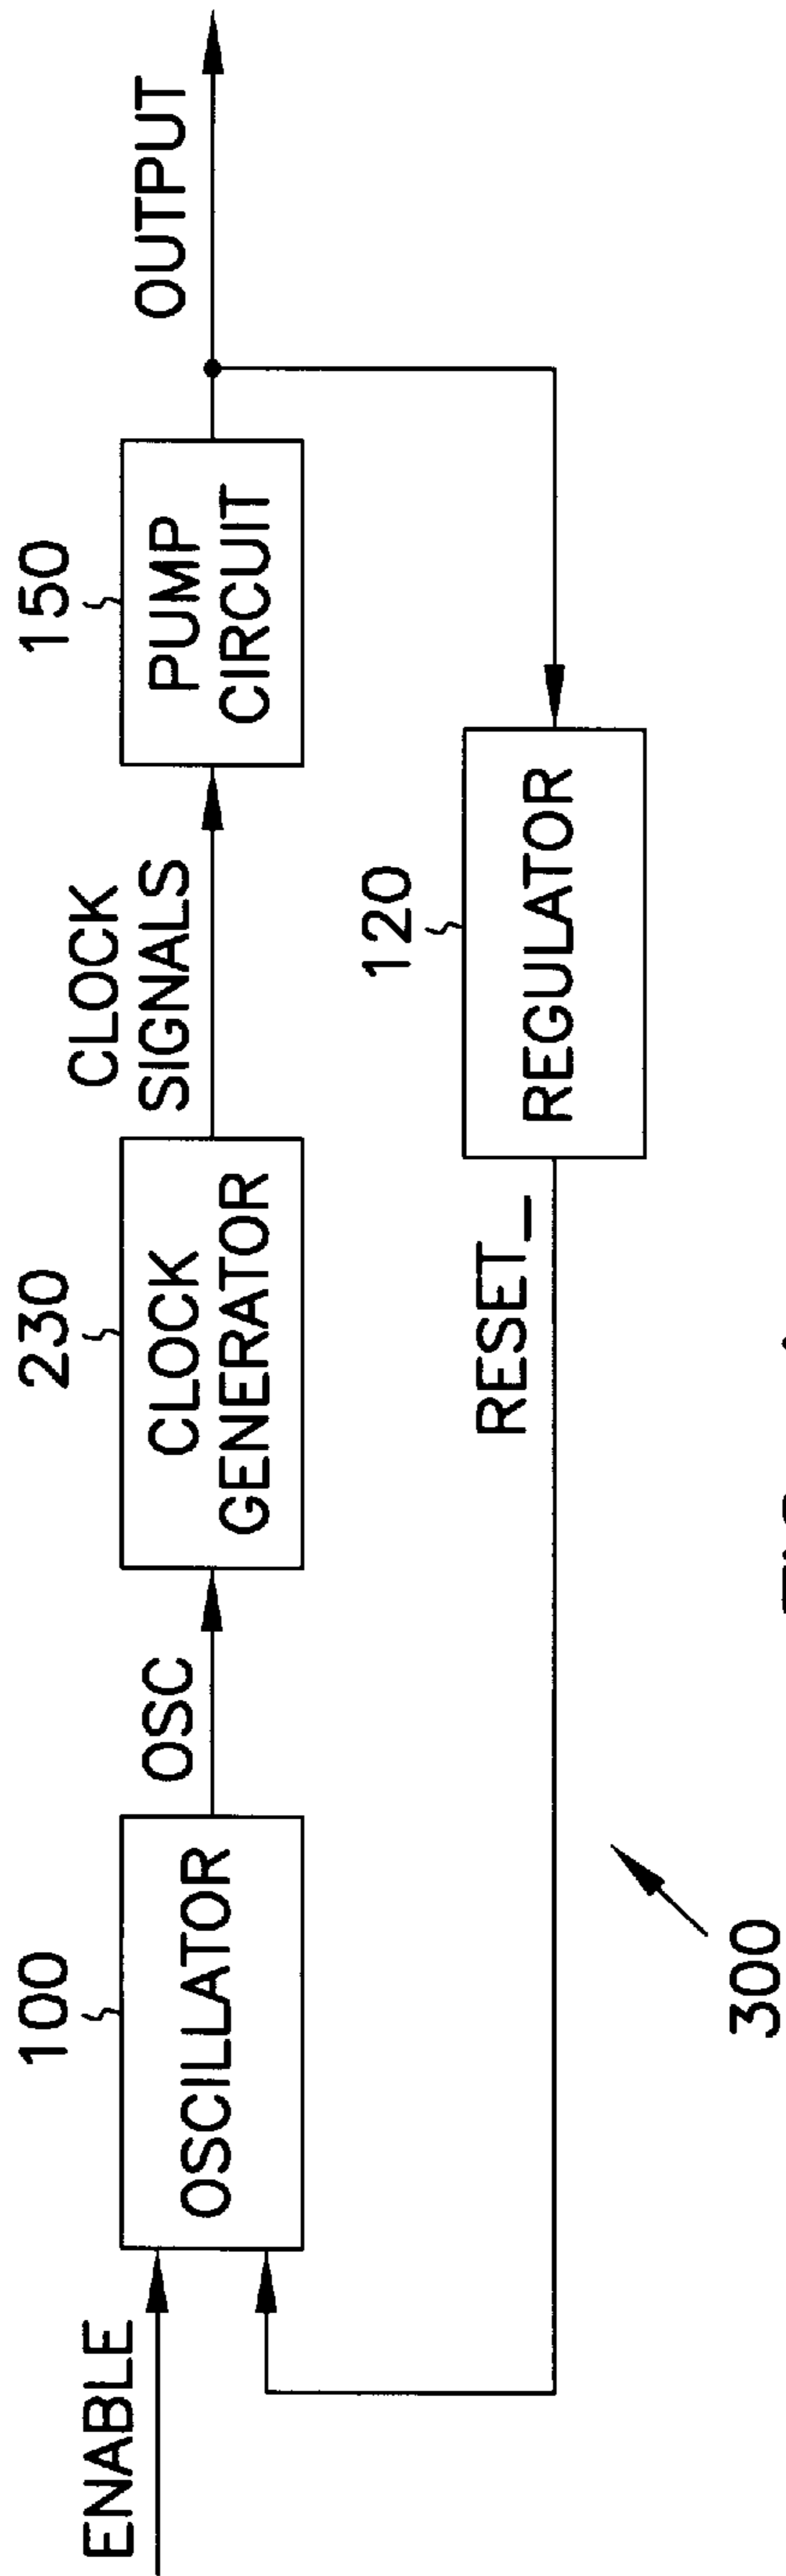 ENABLE
100
OSCILLATOR
OSC
230
CLOCK
GENERATOR
CLOCK
SIGNALS
150
PUMP
CIRCUIT
OUTPUT
120
REGULATOR
RESET_
300